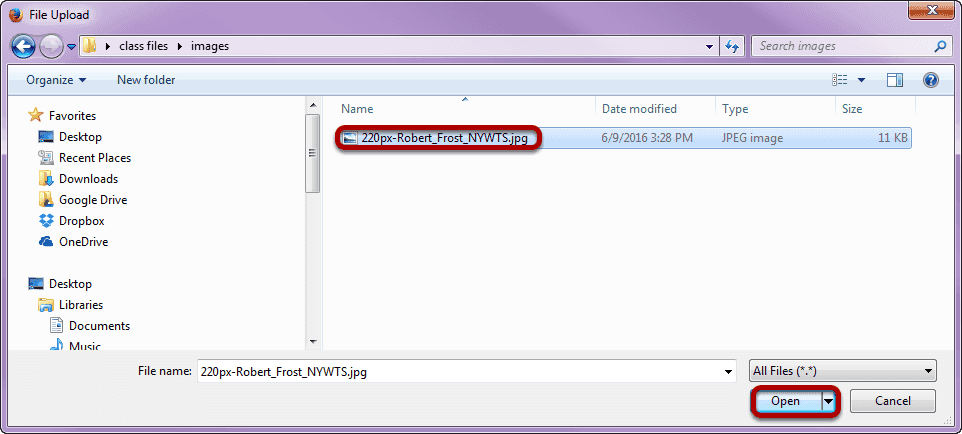 File Upload
class files images
Search images
Organize New folder
Name Date modified Type Size
Favorites
220px-Robert_Frost_NYWTS.jpg 6/9/2016 3:28 PM JPEG image 11 KB
Desktop
Recent Places
Downloads
Google Drive
Dropbox
OneDrive
Desktop
Libraries
Documents
Music
File name: 220px-Robert_Frost_NYWTS.jpg All Files (*.*)
Open Cancel